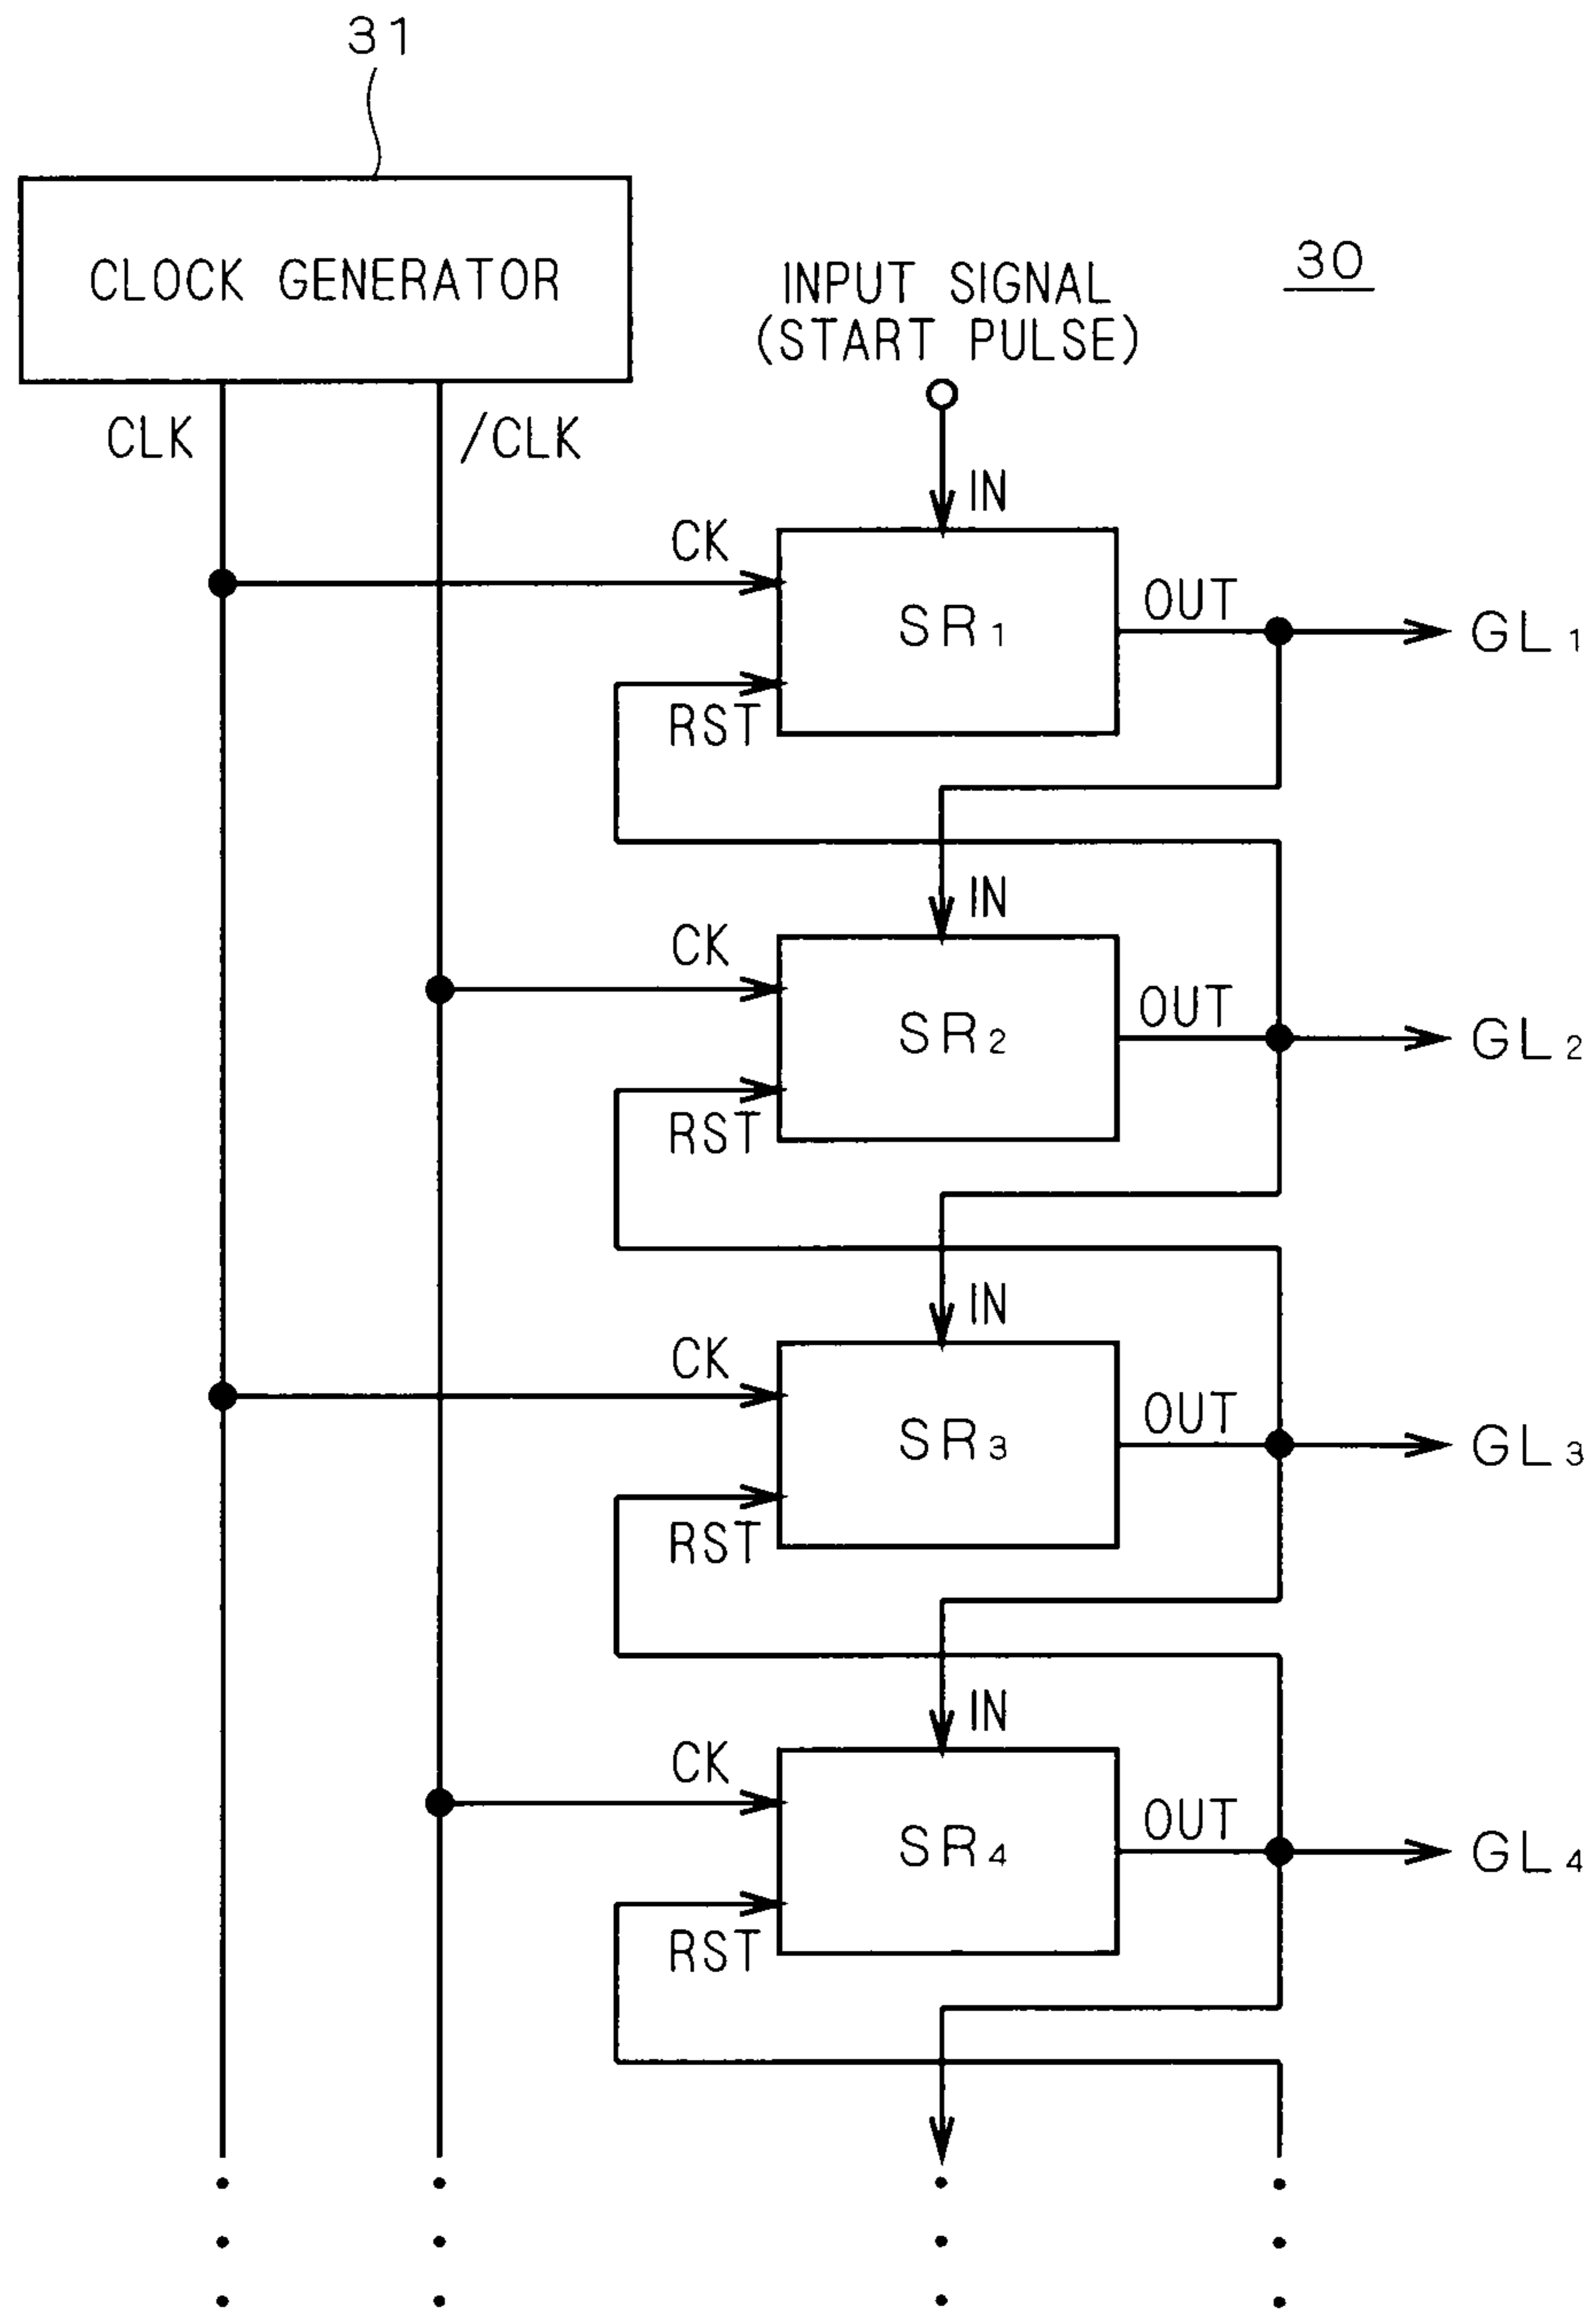 31
CLOCK GENERATOR
30
INPUT SIGNAL
(START PULSE)
CLK
/CLK
IN
CK
OUT
SR1
GL1
RST
IN
CK
OUT
SR2
GL2
RST
IN
CK
OUT
SR3
GL3
RST
IN
CK
OUT
SR4
GL4
RST